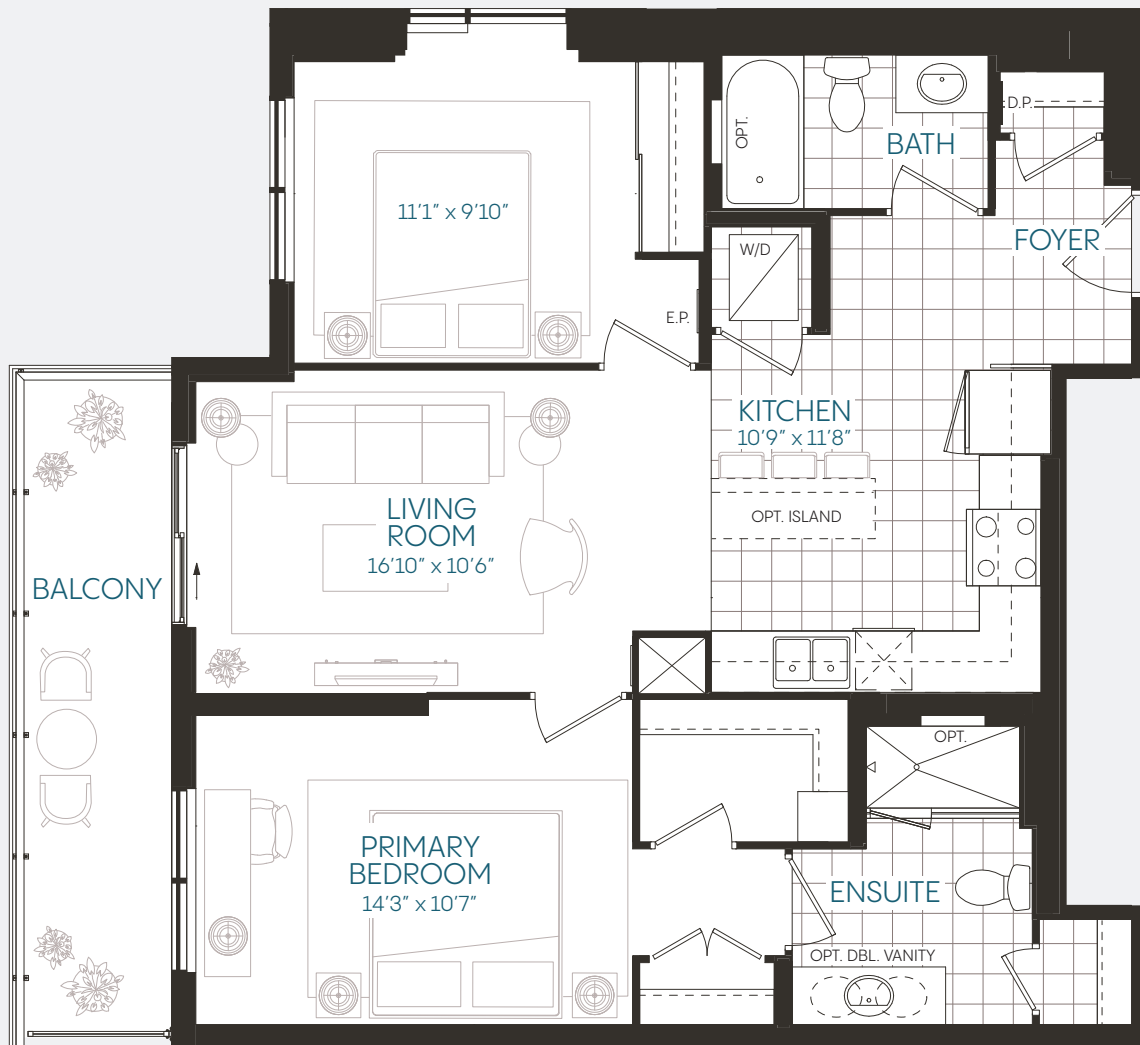 OPT.
BATH
D.P.
11'1" x 9'10"
W/D
FOYER
E.P.
KITCHEN
10'9" x 11'8"
LIVING
ROOM
16'10" x 10'6"
OPT. ISLAND
BALCONY
OPT.
PRIMARY
BEDROOM
14'3" x 10'7"
ENSUITE
OPT. DBL. VANITY